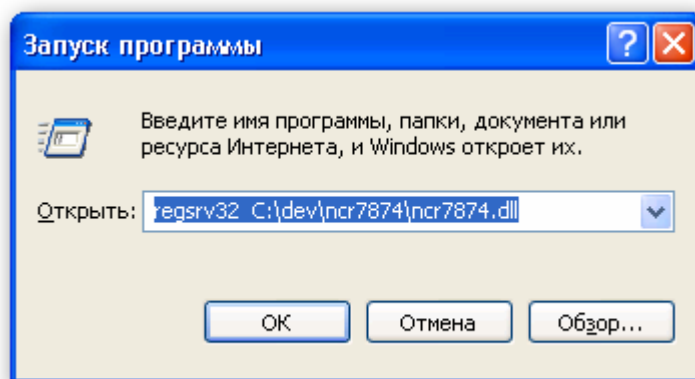 Запуск программы
Введите имя программы, папки, документа или
ресурса Интернета, и Windows откроет их.
Открыть: regsrv32 C:\dev\ncr7874\ncr7874.dll
ОК Отмена Обзор...